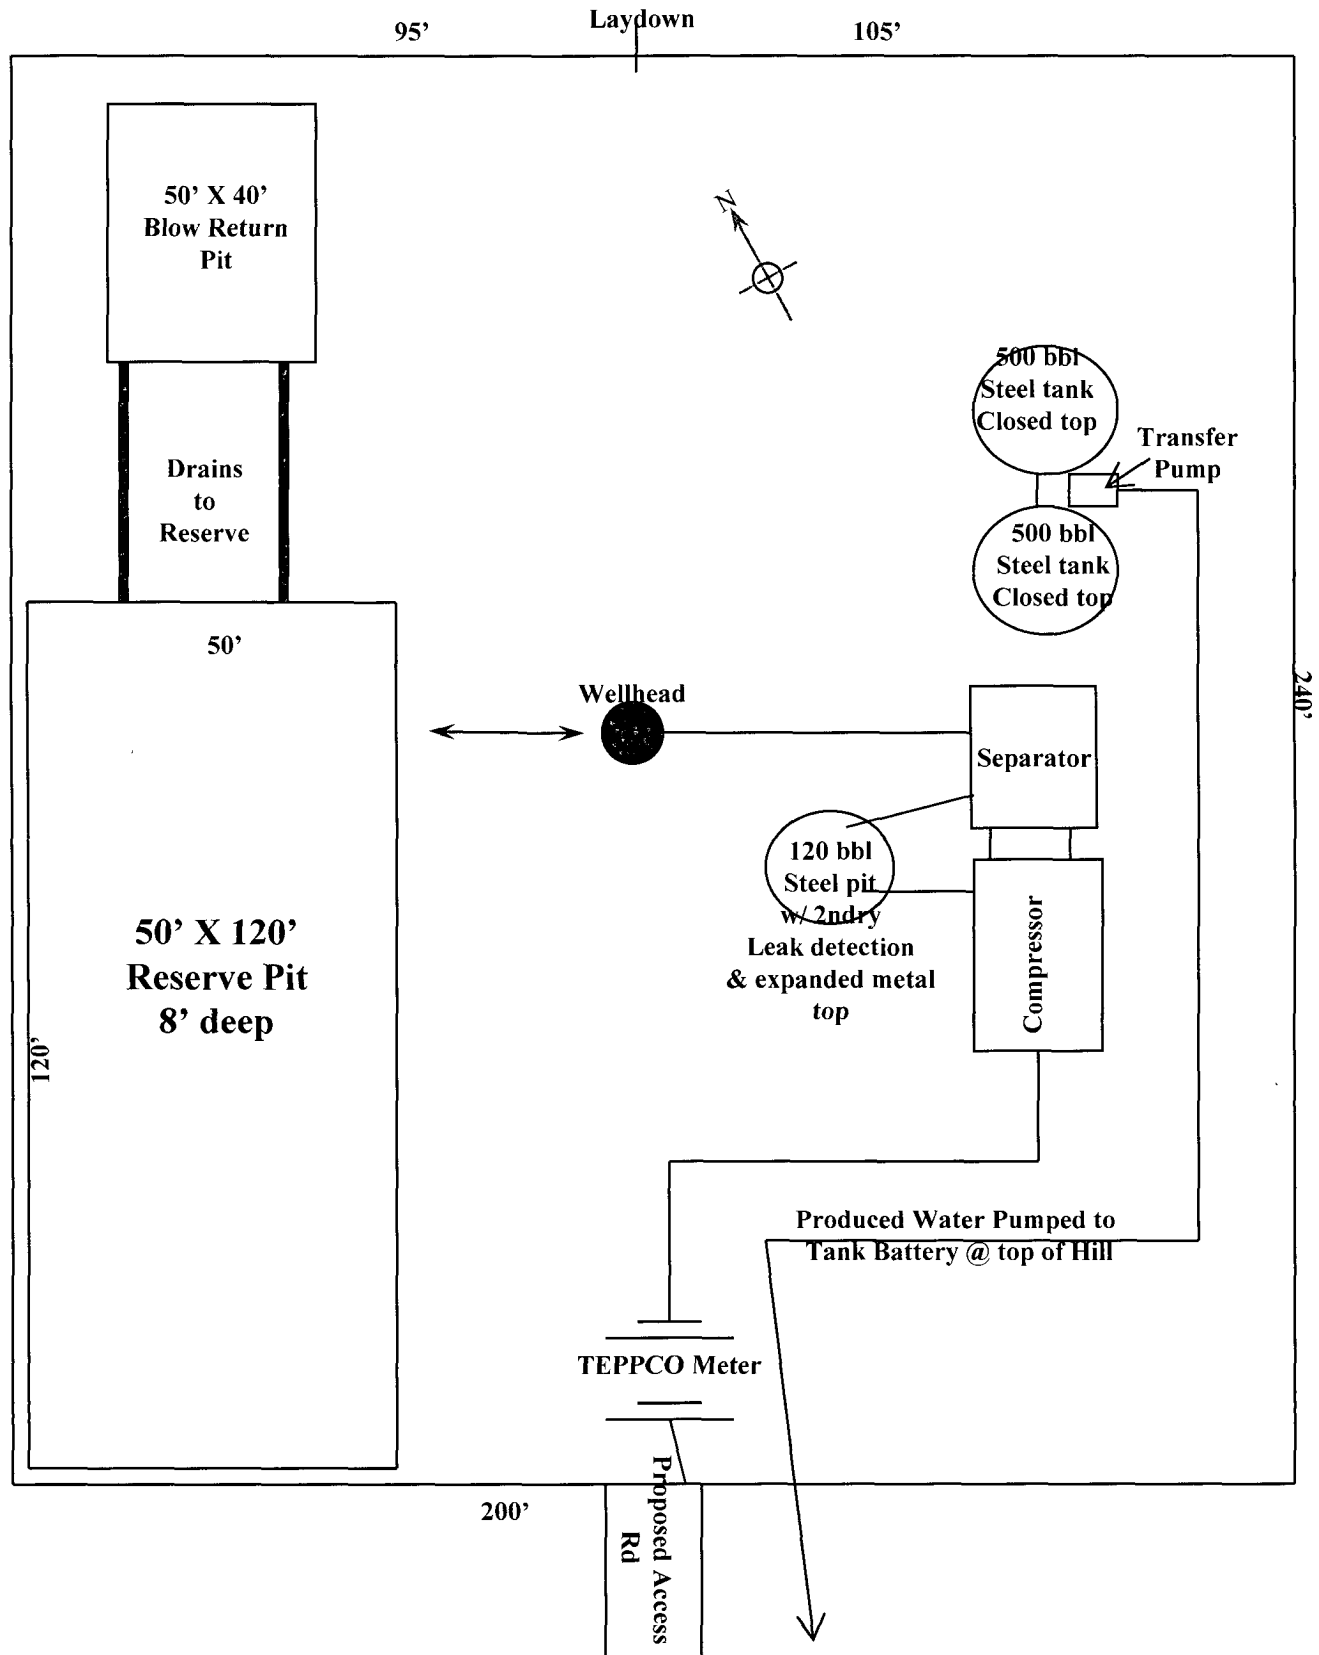 Laydown
95’
105’
50’ X 40’
Blow Return
Pit
N
500 bbl
Steel tank
Closed top
Transfer
Pump
Drains
to
Reserve
500 bbl
Steel tank
Closed top
50’
Wellhead
240’
Separator
120 bbl
Steel pit
w/ 2ndry
Leak detection
& expanded metal
top
Compressor
50’ X 120’
Reserve Pit
8’ deep
120’
Produced Water Pumped to
Tank Battery @ top of Hill
TEPPCO Meter
200’
Proposed Access
Rd